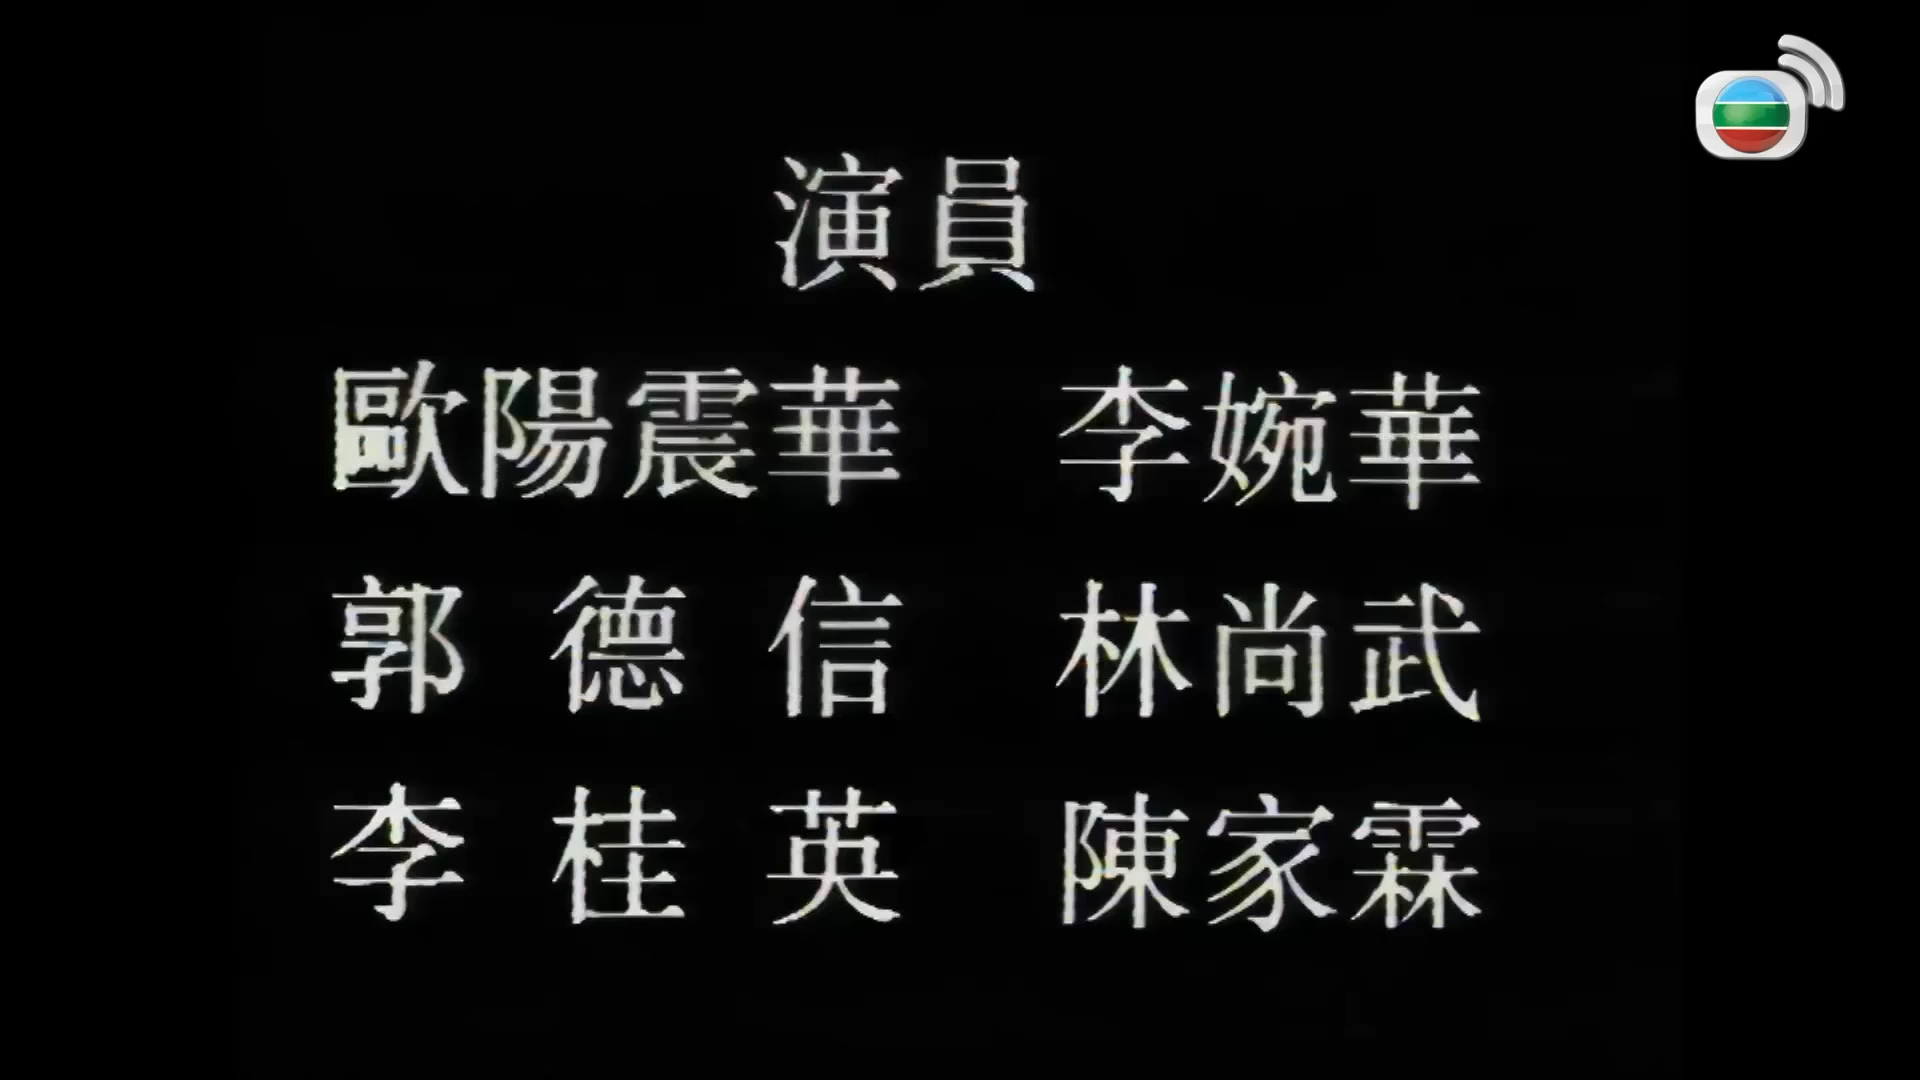 演員
歐陽震華 李婉華
郭德信 林尚武
李桂英 陳家霖